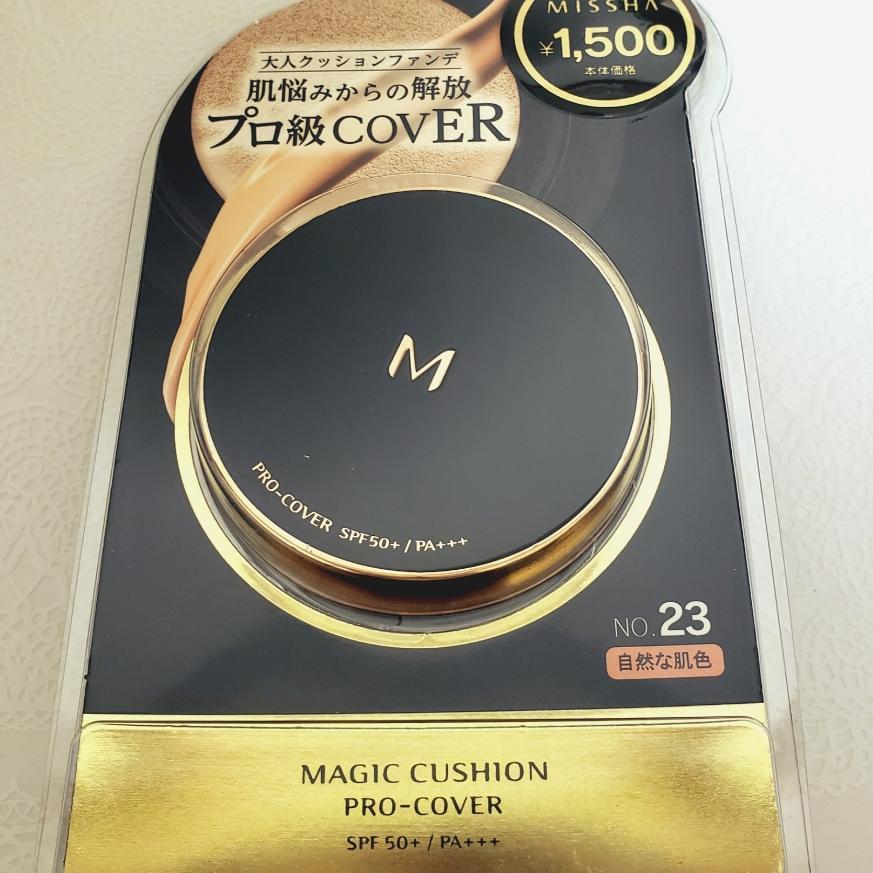 MISSHA
¥1,500
本体価格
大人クッションファンデ
肌悩みからの解放
プロ級COVER
M
PRO-COVER SPF50+ / PA+++
NO.23
自然な肌色
MAGIC CUSHION
PRO-COVER
SPF 50+ / PA+++